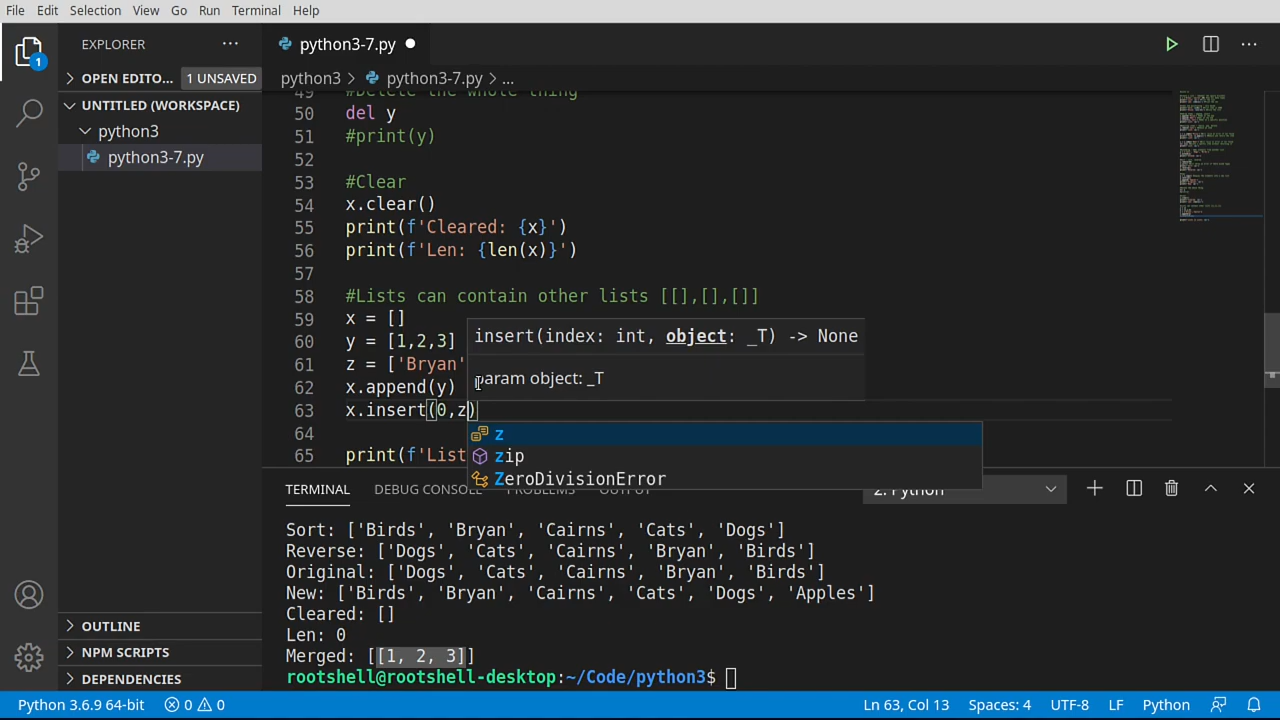 File Edit Selection View Go Run Terminal Help
EXPLORER
python3-7.py
OPEN EDITO... 1 UNSAVED
python3 > python3-7.py > ...
UNTITLED (WORKSPACE)
python3
python3-7.py
1
49 #Delete the whole thing
50 del y
51 #print(y)
52
53 #Clear
54 x.clear()
55 print(f'Cleared: {x}')
56 print(f'Len: {len(x)}')
57
58 #Lists can contain other lists [[],[],[]]
59 x = []
60 y = [1,2,3]
61 z = ['Bryan'
62 x.append(y)
63 x.insert(0,z)
64
65 print(f'List
insert(index: int, object: _T) -> None
param object: _T
z
zip
ZeroDivisionError
TERMINAL DEBUG CONSOLE PROBLEMS OUTPUT 2: Python
Sort: ['Birds', 'Bryan', 'Cairns', 'Cats', 'Dogs']
Reverse: ['Dogs', 'Cats', 'Cairns', 'Bryan', 'Birds']
Original: ['Dogs', 'Cats', 'Cairns', 'Bryan', 'Birds']
New: ['Birds', 'Bryan', 'Cairns', 'Cats', 'Dogs', 'Apples']
Cleared: []
Len: 0
Merged: [[1, 2, 3]]
rootshell@rootshell-desktop:~/Code/python3$
OUTLINE
NPM SCRIPTS
DEPENDENCIES
Python 3.6.9 64-bit 0 0 Ln 63, Col 13 Spaces: 4 UTF-8 LF Python